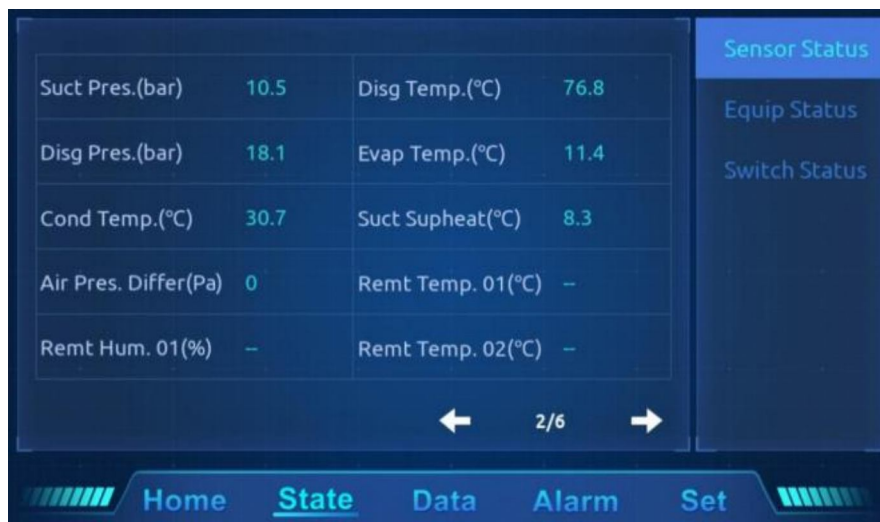 Sensor Status
Suct Pres.(bar) 10.5 Disg Temp.(℃) 76.8
Equip Status
Disg Pres.(bar) 18.1 Evap Temp.(℃) 11.4
Switch Status
Cond Temp.(℃) 30.7 Suct Supheat(℃) 8.3
Air Pres. Differ(Pa) 0 Remt Temp. 01(℃) --
Remt Hum. 01(%) -- Remt Temp. 02(℃) --
2/6
Home State Data Alarm Set